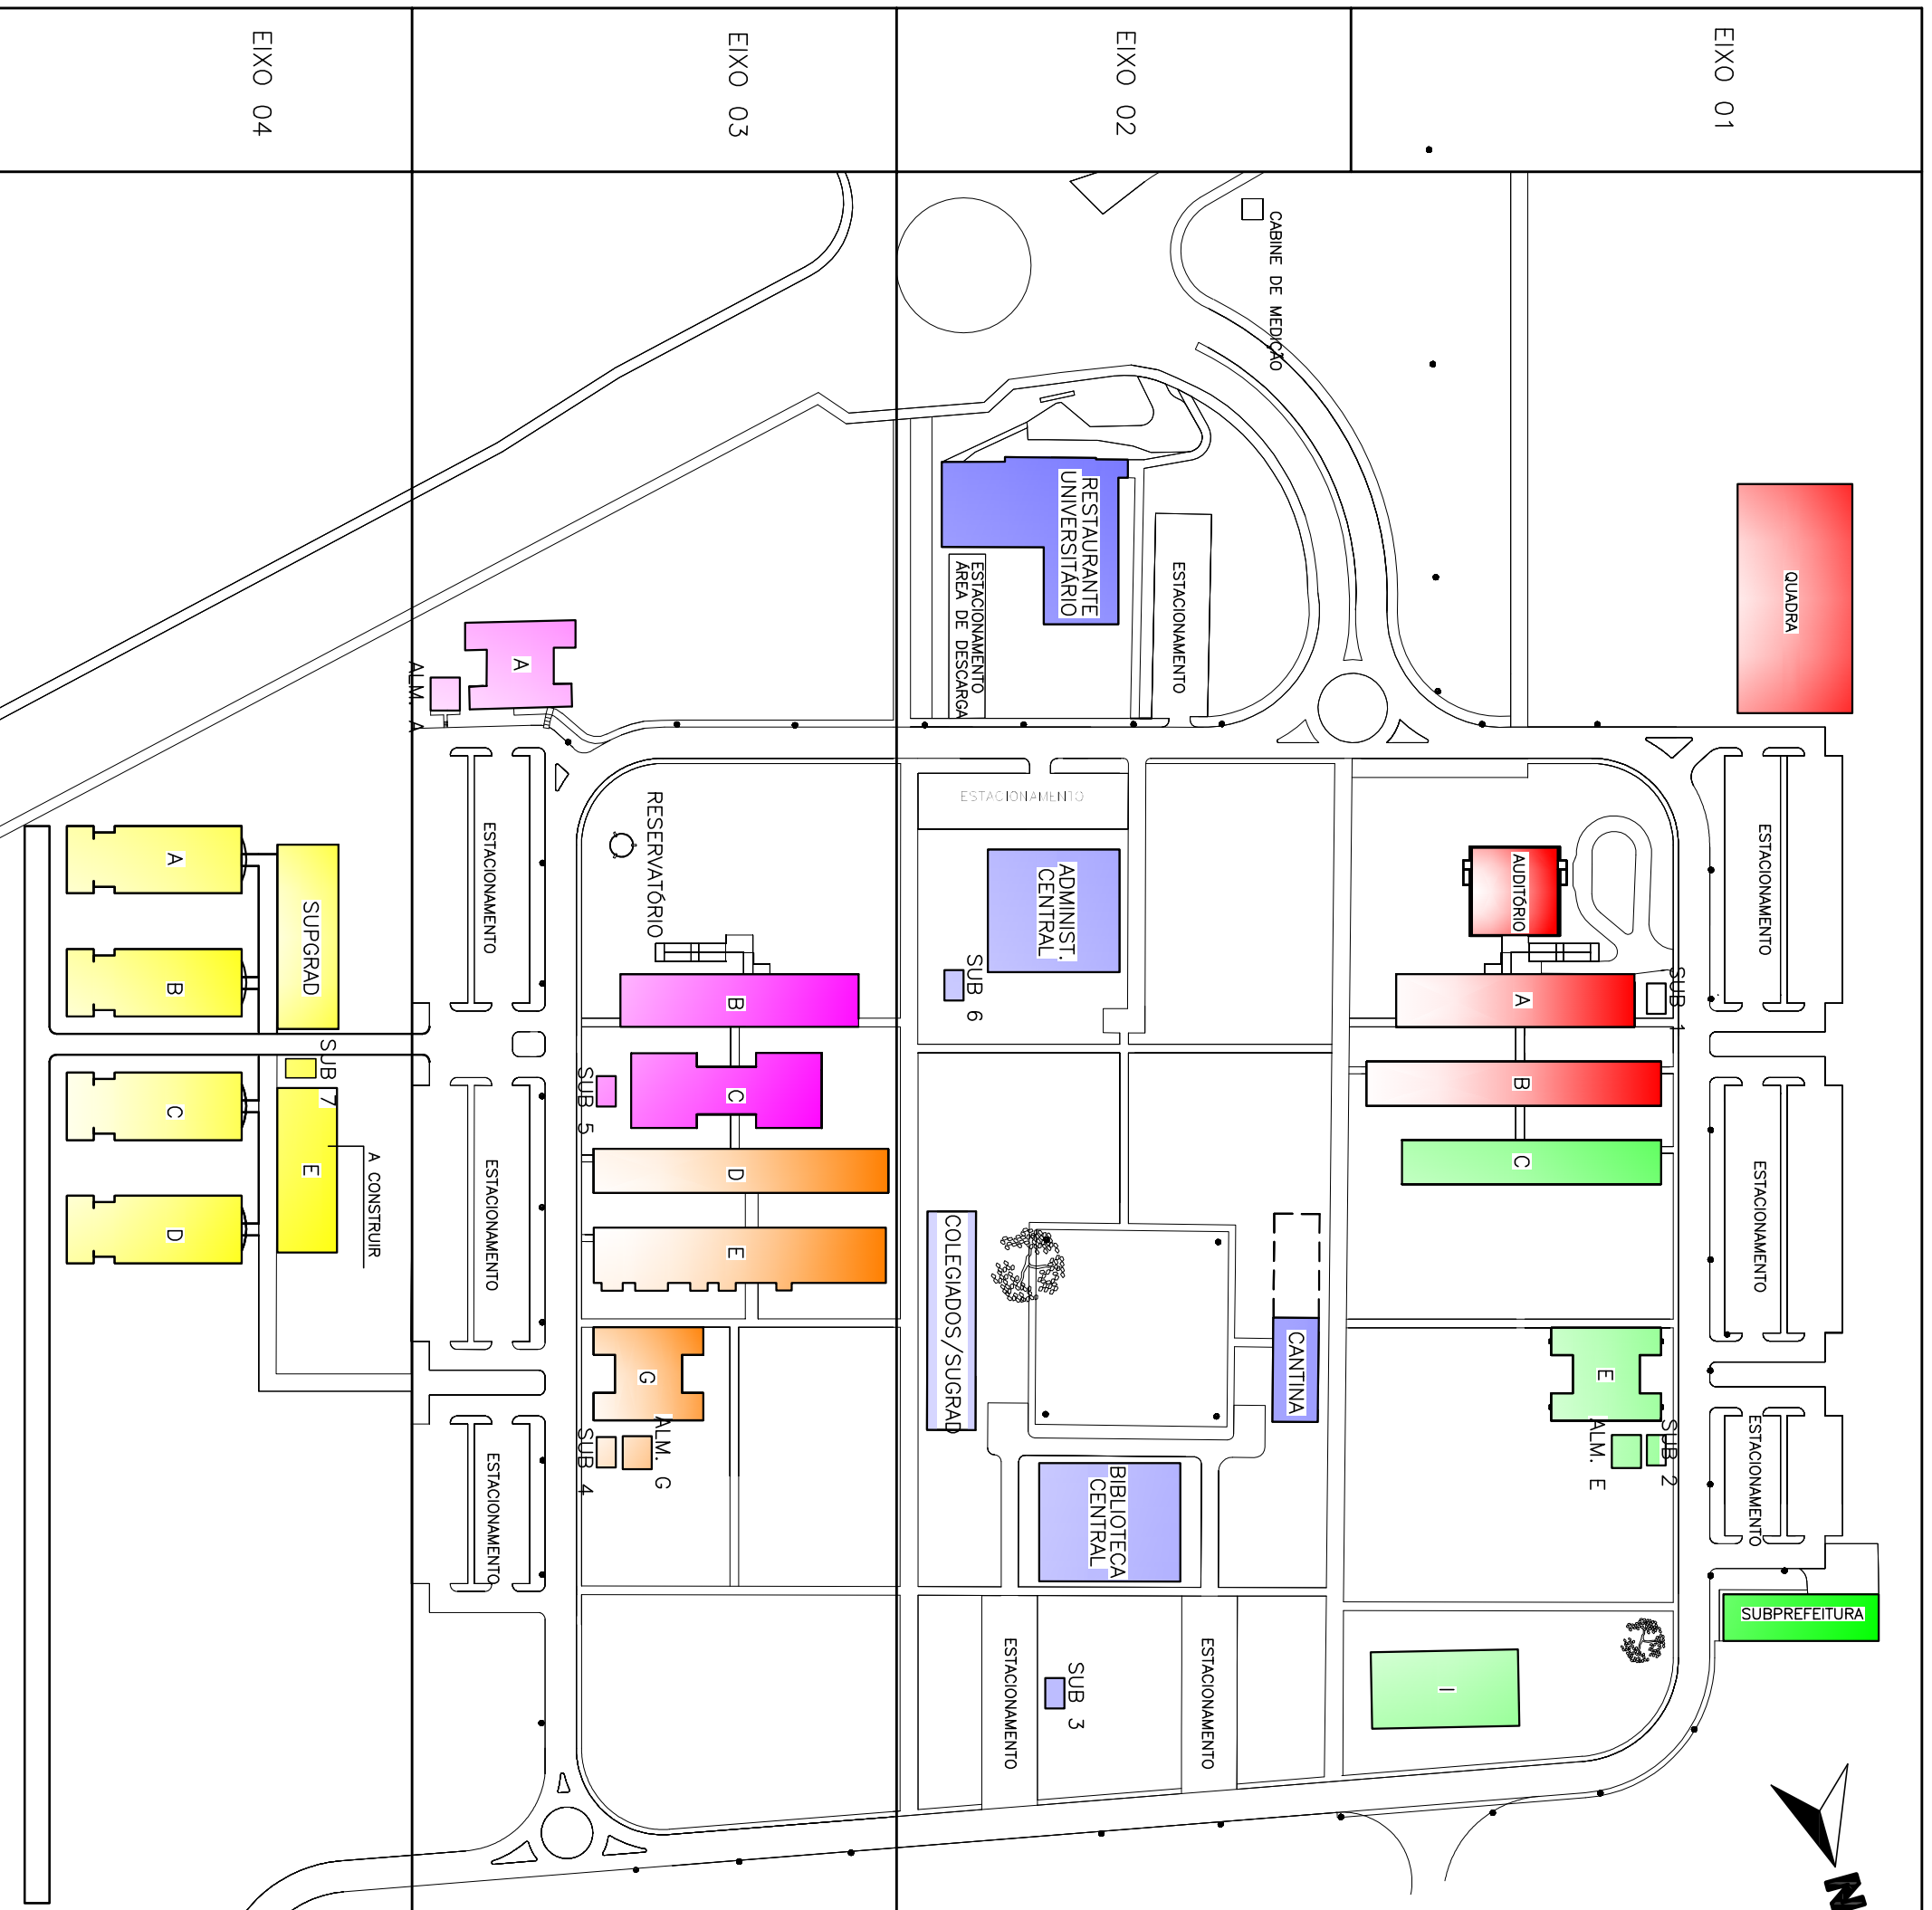 EIXO 04
EIXO 03
EIXO 02
EIXO 01
CABINE DE MEDIÇÃO
QUADRA
RESTAURANTE
UNIVERSITÁRIO
ESTACIONAMENTO
ÁREA DE DESCARGA
ESTACIONAMENTO
A
ALM. A
ESTACIONAMENTO
RESERVATÓRIO
ESTACIONAMENTO
ADMINIST.
CENTRAL
SUB 6
AUDITÓRIO
ESTACIONAMENTO
SUB 1
A
B
C
A
B
SUPGRAD
SUB 7
C
D
E
A CONSTRUIR
ESTACIONAMENTO
B
C
SUB 5
D
E
G
ALM. G
SUB 4
ESTACIONAMENTO
COLEGIADOS/SUGRAD
CANTINA
BIBLIOTECA
CENTRAL
ESTACIONAMENTO
SUB 3
ESTACIONAMENTO
ESTACIONAMENTO
E
ALM. E
SUB 2
ESTACIONAMENTO
SUBPREFEITURA
I
N